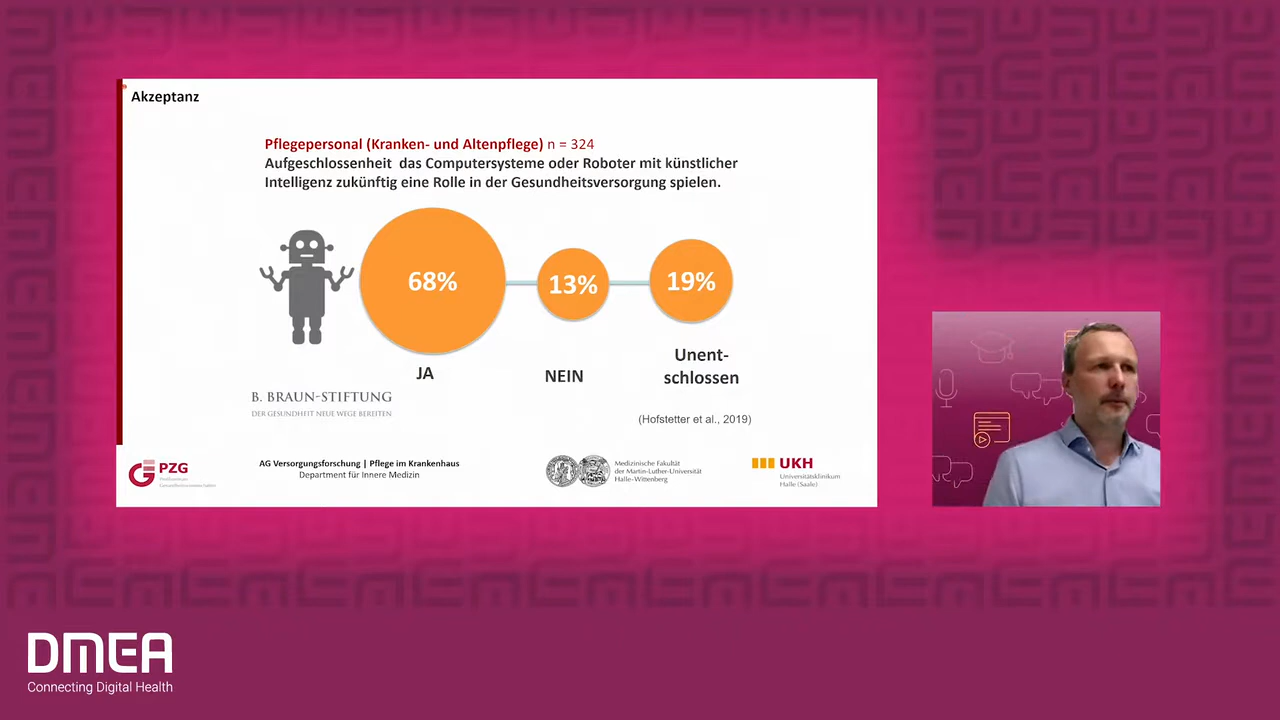 Akzeptanz
Pflegepersonal (Kranken- und Altenpflege) n = 324
Aufgeschlossenheit das Computersysteme oder Roboter mit künstlicher
Intelligenz zukünftig eine Rolle in der Gesundheitsversorgung spielen.
68%
13%
19%
JA
NEIN
Unent-
schlossen
B. BRAUN-STIFTUNG
DER GESUNDHEIT NEUE WEGE BEREITEN
(Hofstetter et al., 2019)
PZG
AG Versorgungsforschung | Pflege im Krankenhaus
Department für Innere Medizin
Medizinische Fakultät
der Martin-Luther-Universität
Halle-Wittenberg
UKH
Universitätsklinikum
Halle (Saale)
DMEA
Connecting Digital Health